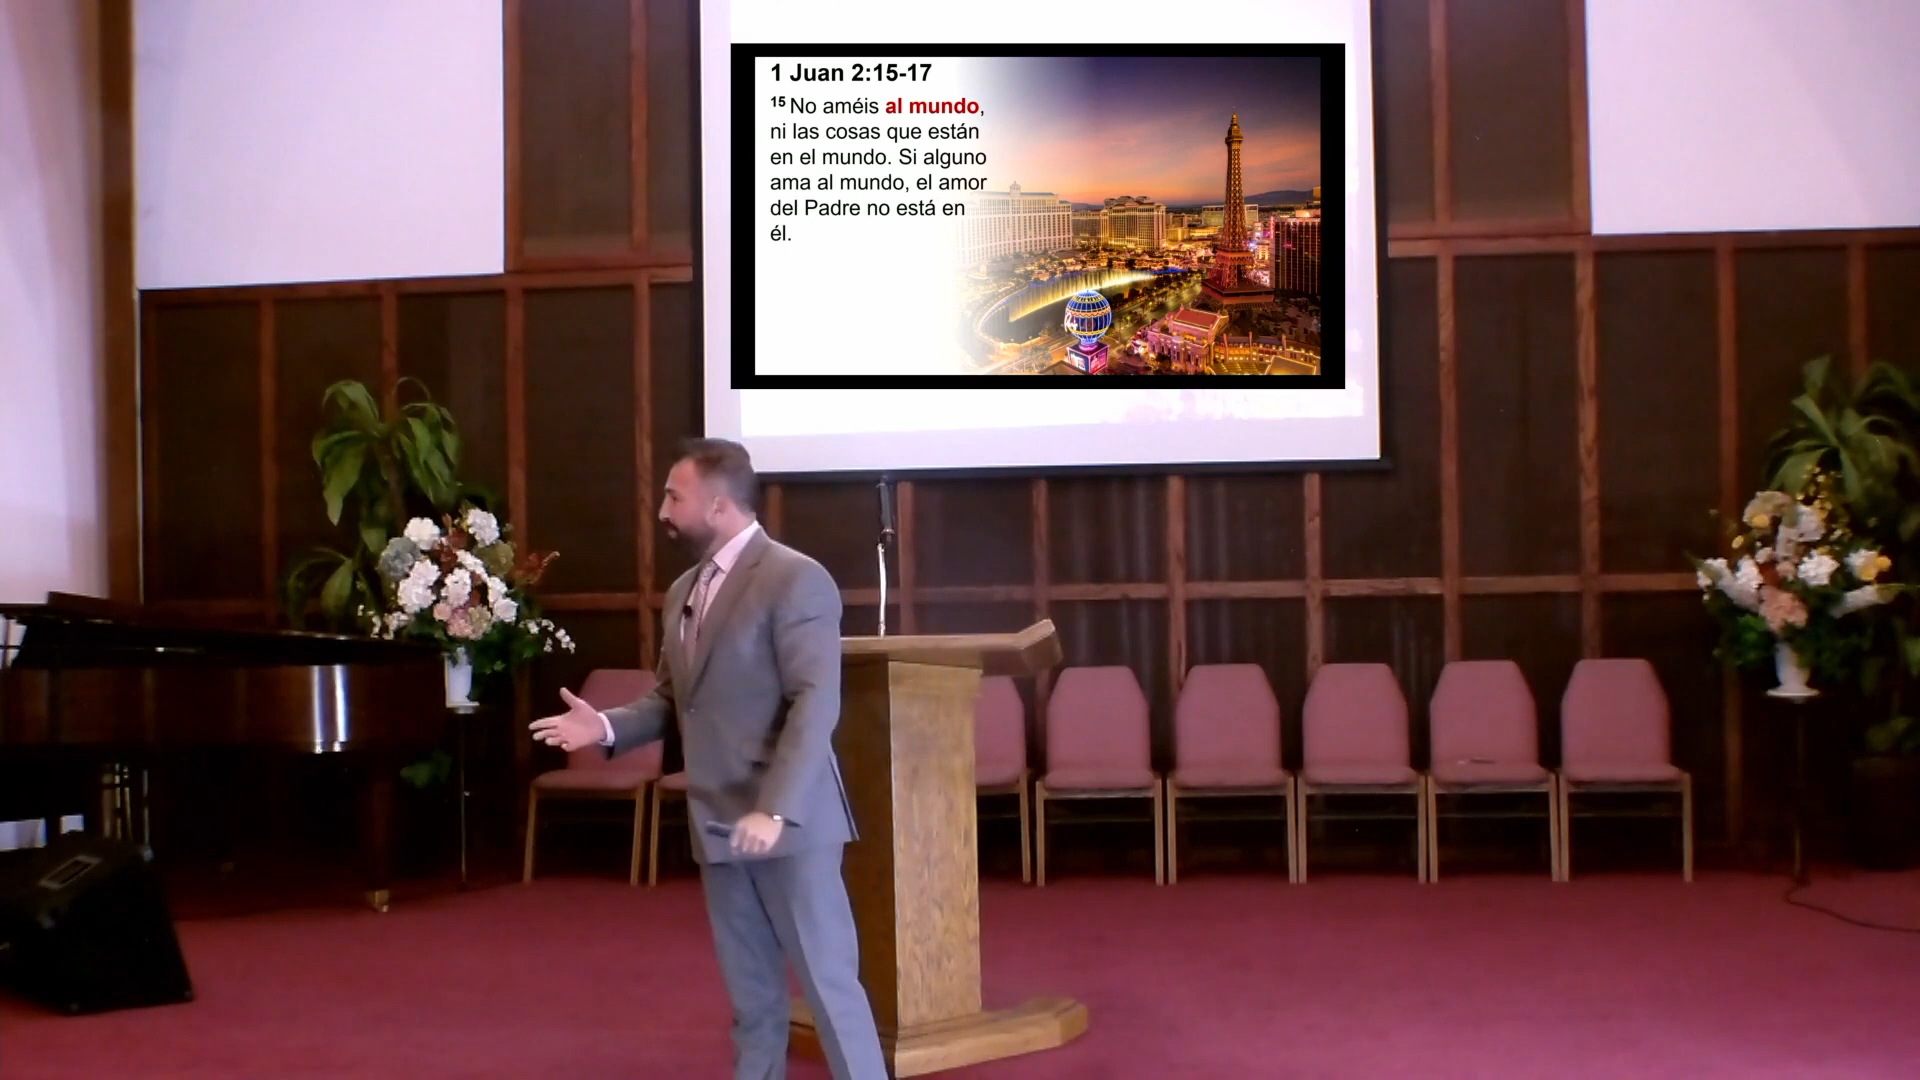 1 Juan 2:15-17
15 No améis al mundo,
ni las cosas que están
en el mundo. Si alguno
ama al mundo, el amor
del Padre no está en
él.